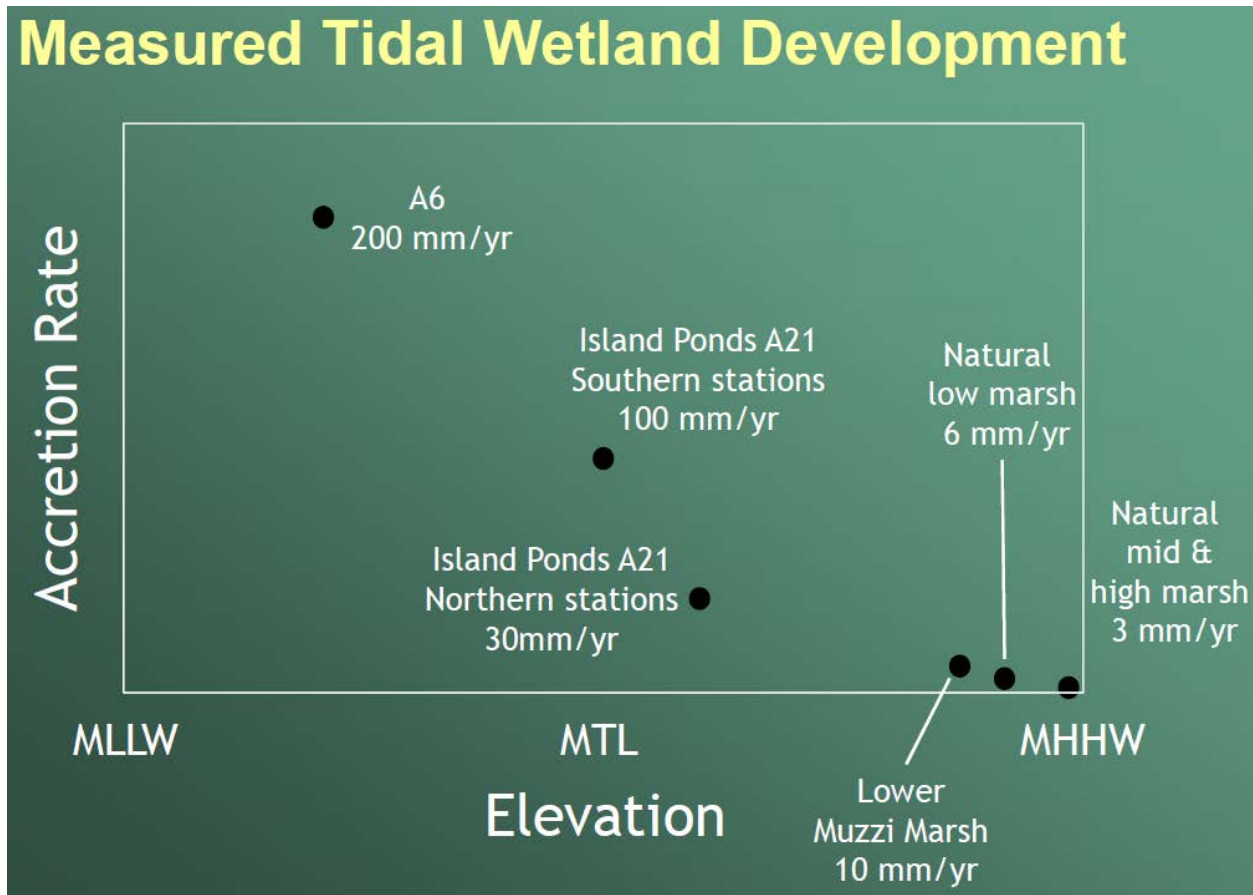 Measured Tidal Wetland Development
Accretion Rate
A6
200 mm/yr
Island Ponds A21
Southern stations
100 mm/yr
Natural
low marsh
6 mm/yr
Island Ponds A21
Northern stations
30mm/yr
Natural
mid &
high marsh
3 mm/yr
MLLW
MTL
MHHW
Elevation
Lower
Muzzi Marsh
10 mm/yr